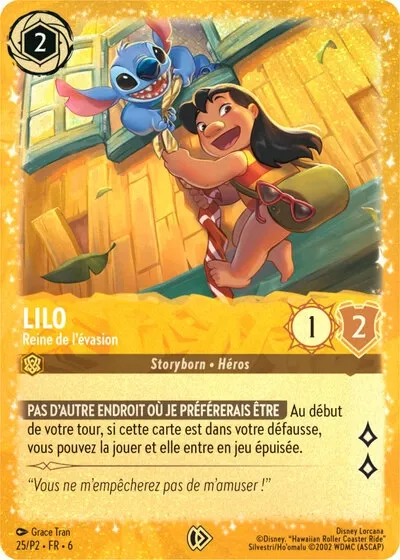 2
LILO
Reine de l'évasion
1
2
Storyborn • Héros
PAS D'AUTRE ENDROIT OÙ JE PRÉFÉRERAIS ÊTRE Au début
de votre tour, si cette carte est dans votre défausse,
vous pouvez la jouer et elle entre en jeu épuisée.
“Vous ne m'empêcherez pas de m'amuser !”
Grace Tran
25/P2 • FR • 6
Disney Lorcana
©Disney. “Hawaiian Roller Coaster Ride”
Silvestri/Ho'omalu ©2002 WDMC (ASCAP)